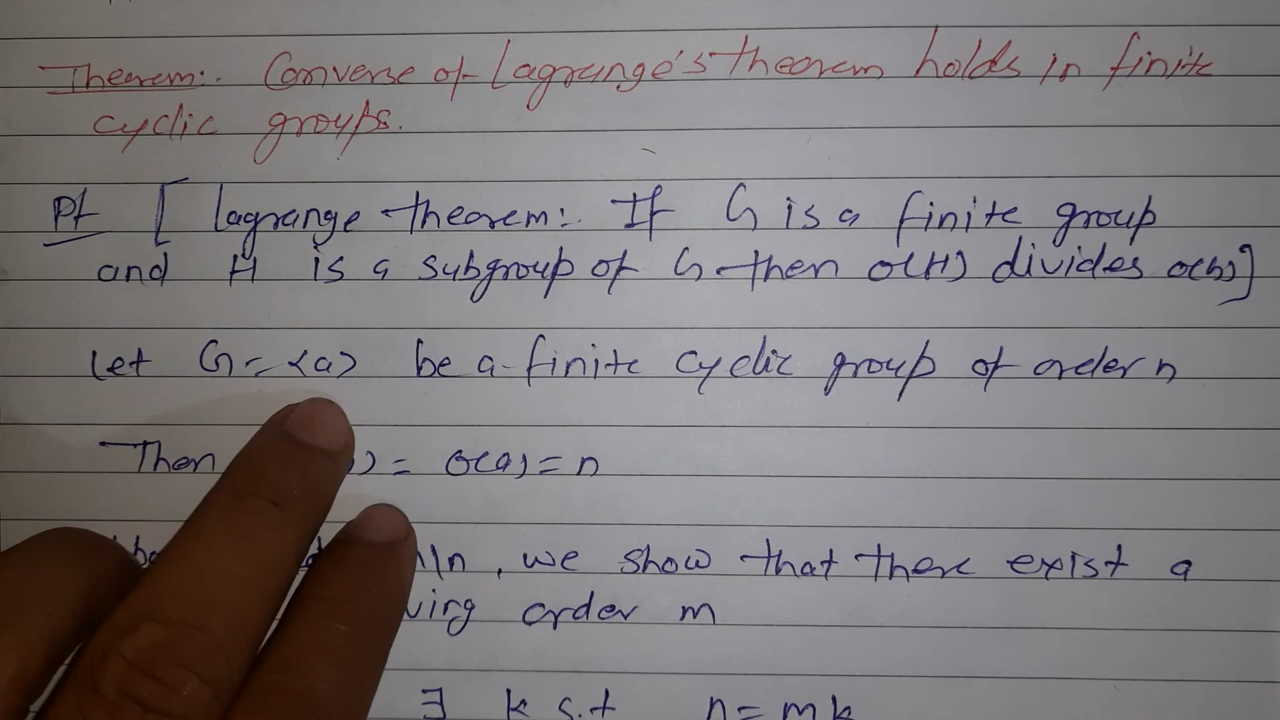 Theorem:. Converse of Lagrange's theorem holds in finite
cyclic groups.
Pf [ Lagrange theorem:. If G is a finite group
and H is a subgroup of G then o(H) divides o(G)]
Let G = <a> be a finite cyclic group of order n
Then ) = o(a) = n
|n , we show that there exist a
ving order m
∃ k s.t n = mk